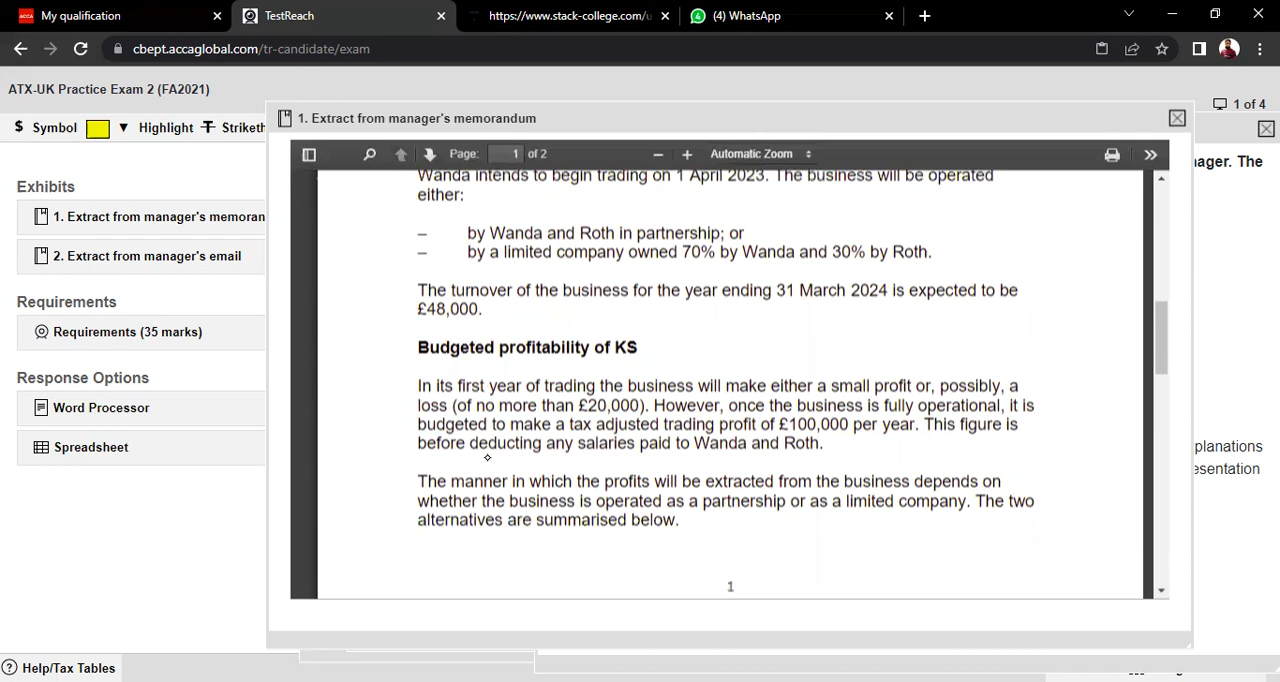 My qualification
TestReach
https://www.stack-college.com/u
(4) WhatsApp
cbept.accaglobal.com/tr-candidate/exam
ATX-UK Practice Exam 2 (FA2021)
1 of 4
$ Symbol
Highlight
Striketh
1. Extract from manager's memorandum
nager. The
Page: 1 of 2
Automatic Zoom
Exhibits
1. Extract from manager's memoran
2. Extract from manager's email
Requirements
Requirements (35 marks)
Response Options
Word Processor
Spreadsheet
Wanda intends to begin trading on 1 April 2023. The business will be operated
either:
– by Wanda and Roth in partnership; or
– by a limited company owned 70% by Wanda and 30% by Roth.
The turnover of the business for the year ending 31 March 2024 is expected to be
£48,000.
Budgeted profitability of KS
In its first year of trading the business will make either a small profit or, possibly, a
loss (of no more than £20,000). However, once the business is fully operational, it is
budgeted to make a tax adjusted trading profit of £100,000 per year. This figure is
before deducting any salaries paid to Wanda and Roth.
The manner in which the profits will be extracted from the business depends on
whether the business is operated as a partnership or as a limited company. The two
alternatives are summarised below.
1
planations
esentation
Help/Tax Tables